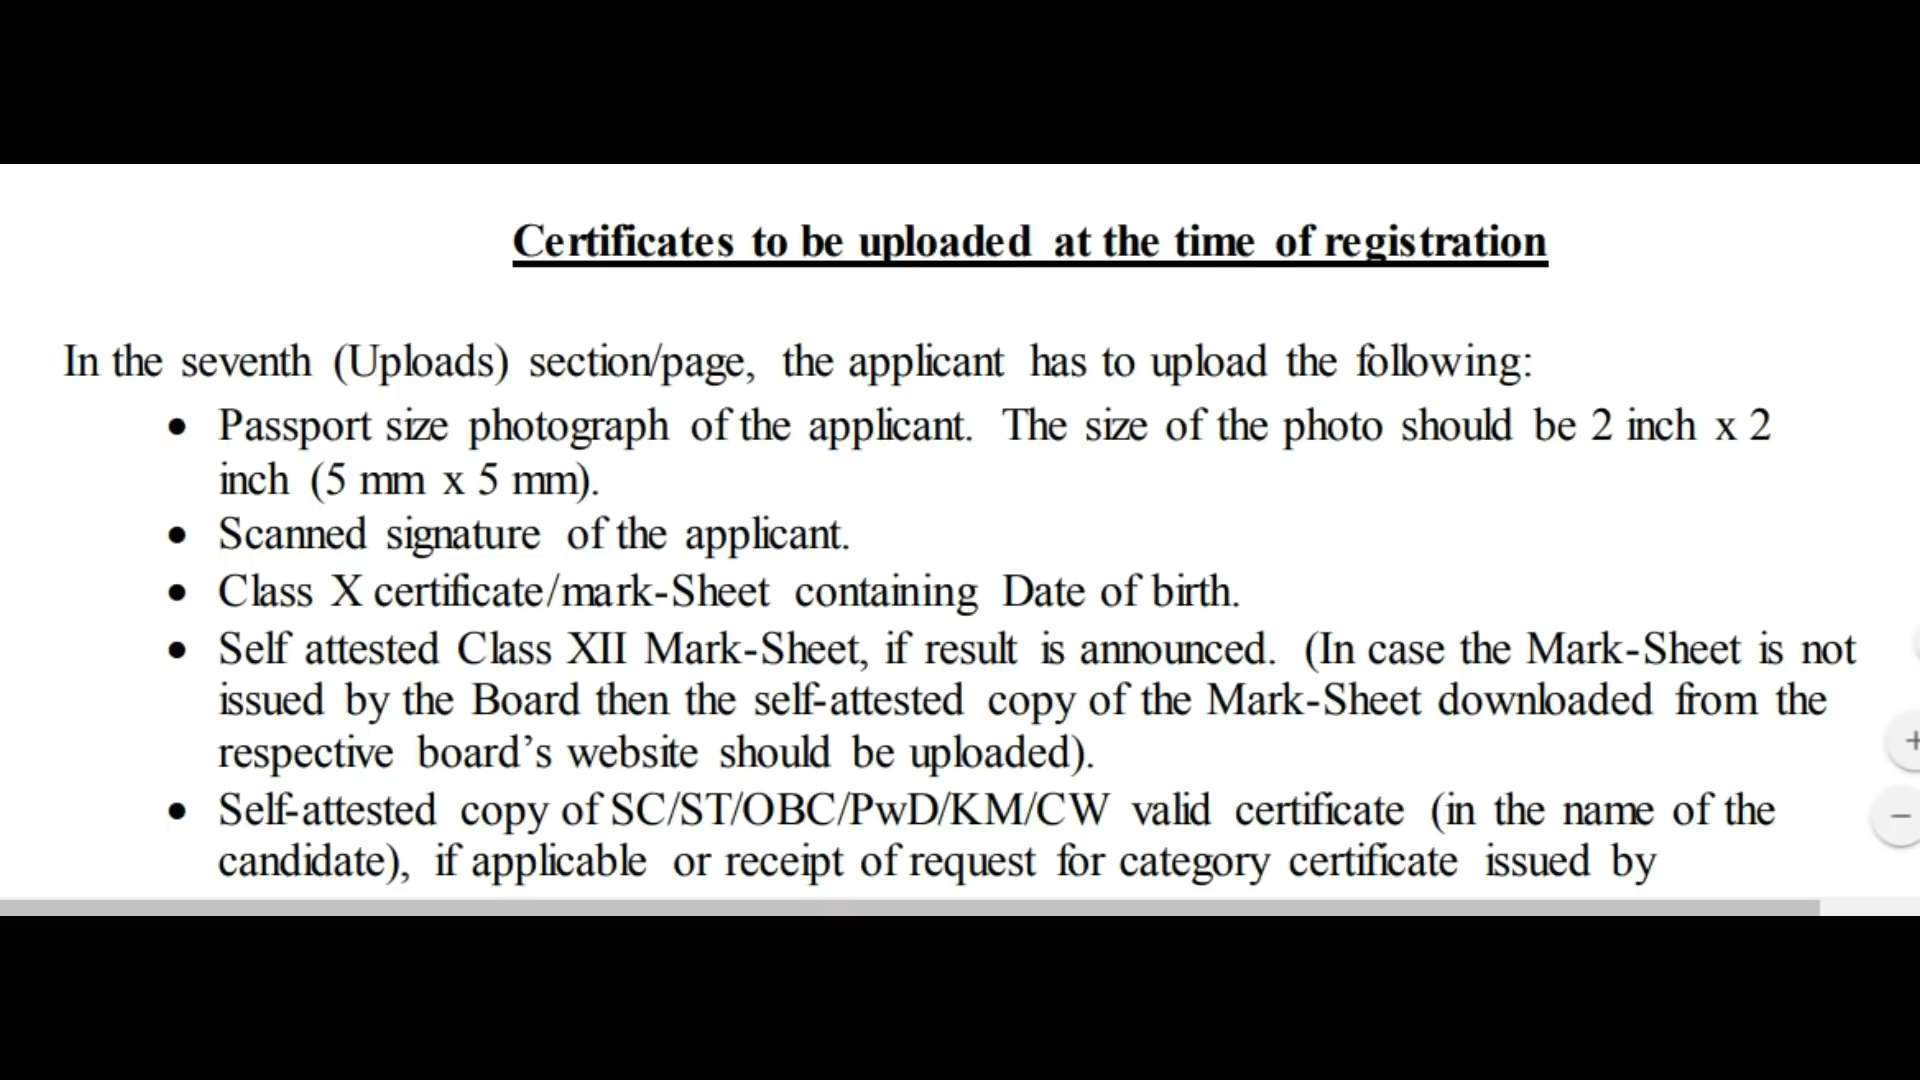 Certificates to be uploaded at the time of registration
In the seventh (Uploads) section/page, the applicant has to upload the following:
• Passport size photograph of the applicant. The size of the photo should be 2 inch x 2
inch (5 mm x 5 mm).
• Scanned signature of the applicant.
• Class X certificate/mark-Sheet containing Date of birth.
• Self attested Class XII Mark-Sheet, if result is announced. (In case the Mark-Sheet is not
issued by the Board then the self-attested copy of the Mark-Sheet downloaded from the
respective board’s website should be uploaded).
• Self-attested copy of SC/ST/OBC/PwD/KM/CW valid certificate (in the name of the
candidate), if applicable or receipt of request for category certificate issued by